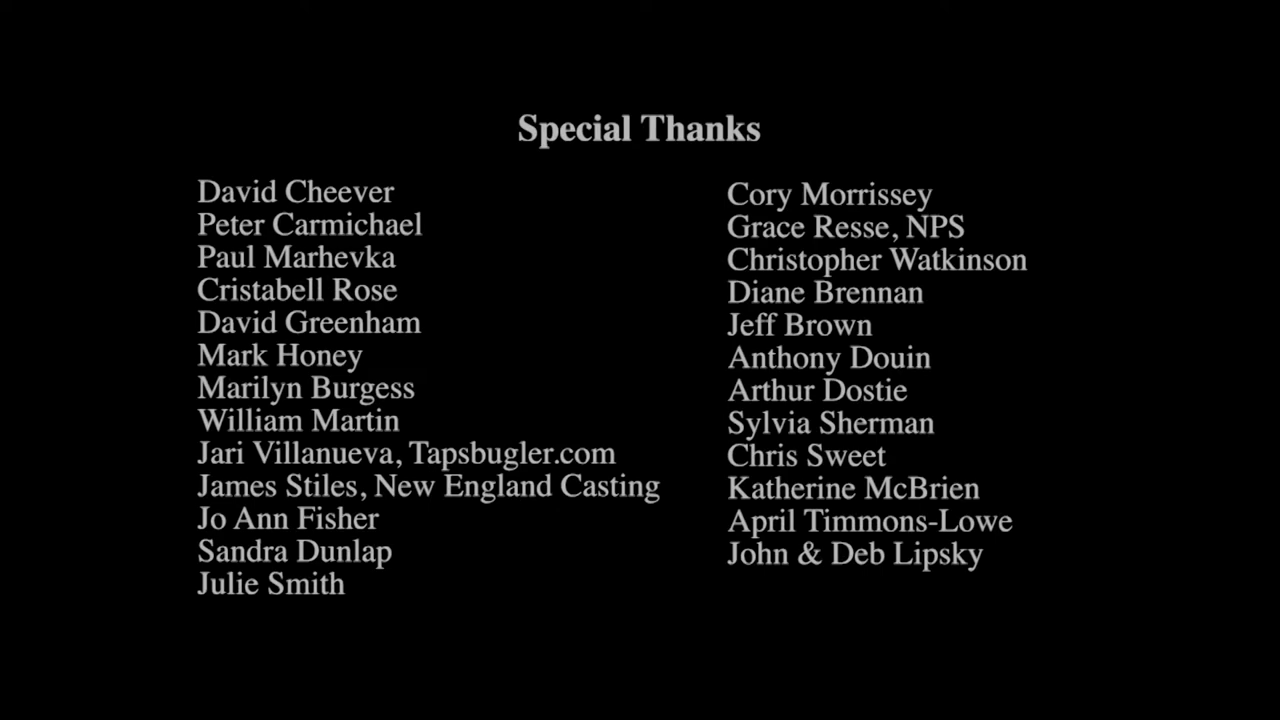 Special Thanks
David Cheever
Peter Carmichael
Paul Marhevka
Cristabell Rose
David Greenham
Mark Honey
Marilyn Burgess
William Martin
Jari Villanueva, Tapsbugler.com
James Stiles, New England Casting
Jo Ann Fisher
Sandra Dunlap
Julie Smith
Cory Morrissey
Grace Resse, NPS
Christopher Watkinson
Diane Brennan
Jeff Brown
Anthony Douin
Arthur Dostie
Sylvia Sherman
Chris Sweet
Katherine McBrien
April Timmons-Lowe
John & Deb Lipsky